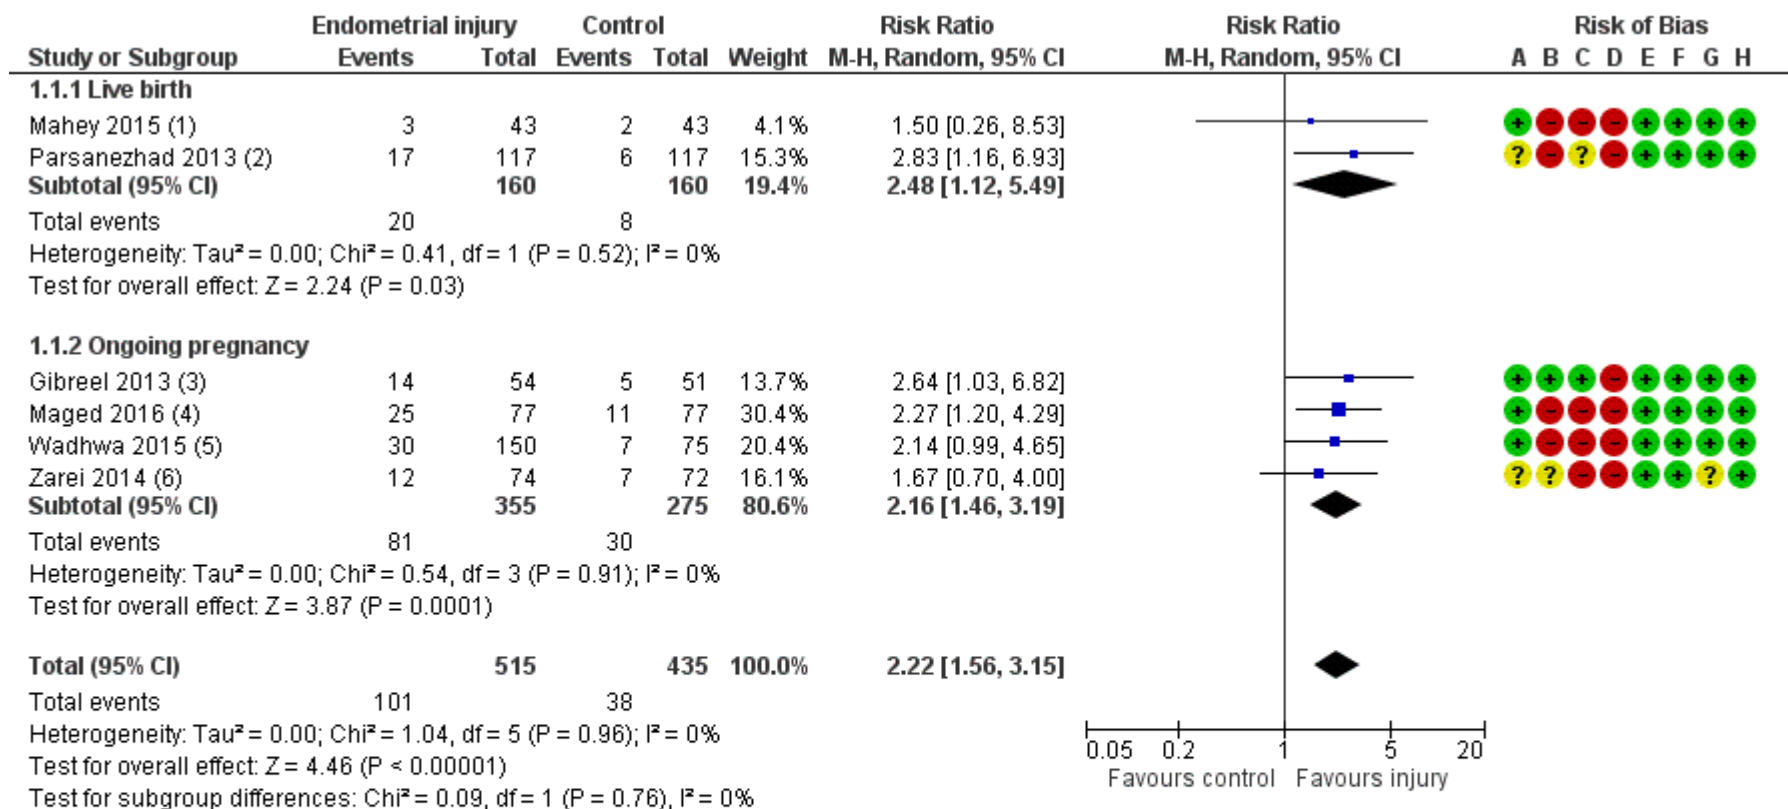 Endometrial injury Control Risk Ratio Risk Ratio Risk of Bias
Study or Subgroup Events Total Events Total Weight M-H, Random, 95% CI M-H, Random, 95% CI A B C D E F G H
1.1.1 Live birth
Mahey 2015 (1) 3 43 2 43 4.1% 1.50 [0.26, 8.53] + - - - + + + +
Parsanezhad 2013 (2) 17 117 6 117 15.3% 2.83 [1.16, 6.93] ? - ? - + + + +
Subtotal (95% CI) 160 160 19.4% 2.48 [1.12, 5.49]
Total events 20 8
Heterogeneity: Tau² = 0.00; Chi² = 0.41, df = 1 (P = 0.52); I² = 0%
Test for overall effect: Z = 2.24 (P = 0.03)
1.1.2 Ongoing pregnancy
Gibreel 2013 (3) 14 54 5 51 13.7% 2.64 [1.03, 6.82] + + + - + + + +
Maged 2016 (4) 25 77 11 77 30.4% 2.27 [1.20, 4.29] + - - - + + + +
Wadhwa 2015 (5) 30 150 7 75 20.4% 2.14 [0.99, 4.65] + - - - + + + +
Zarei 2014 (6) 12 74 7 72 16.1% 1.67 [0.70, 4.00] ? ? - - + + ? +
Subtotal (95% CI) 355 275 80.6% 2.16 [1.46, 3.19]
Total events 81 30
Heterogeneity: Tau² = 0.00; Chi² = 0.54, df = 3 (P = 0.91); I² = 0%
Test for overall effect: Z = 3.87 (P = 0.0001)
Total (95% CI) 515 435 100.0% 2.22 [1.56, 3.15]
Total events 101 38
Heterogeneity: Tau² = 0.00; Chi² = 1.04, df = 5 (P = 0.96); I² = 0%
Test for overall effect: Z = 4.46 (P < 0.00001)
Test for subgroup differences: Chi² = 0.09, df = 1 (P = 0.76), I² = 0%
0.05 0.2 1 5 20
Favours control Favours injury